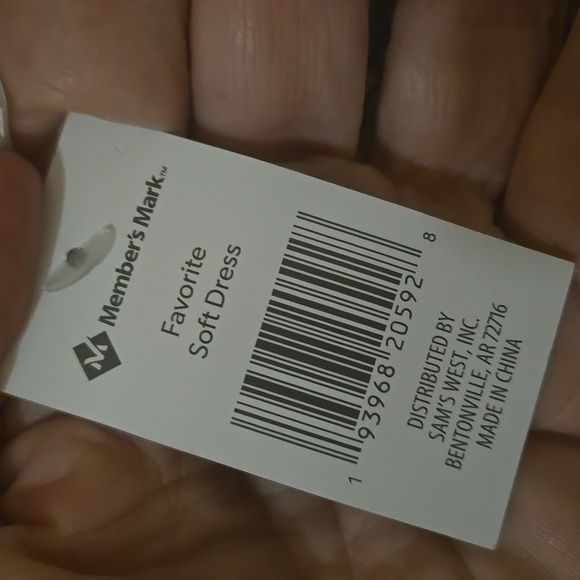 Member's Mark™
Favorite
Soft Dress
1 93968 20592 8
DISTRIBUTED BY
SAM'S WEST, INC.
BENTONVILLE, AR 72716
MADE IN CHINA